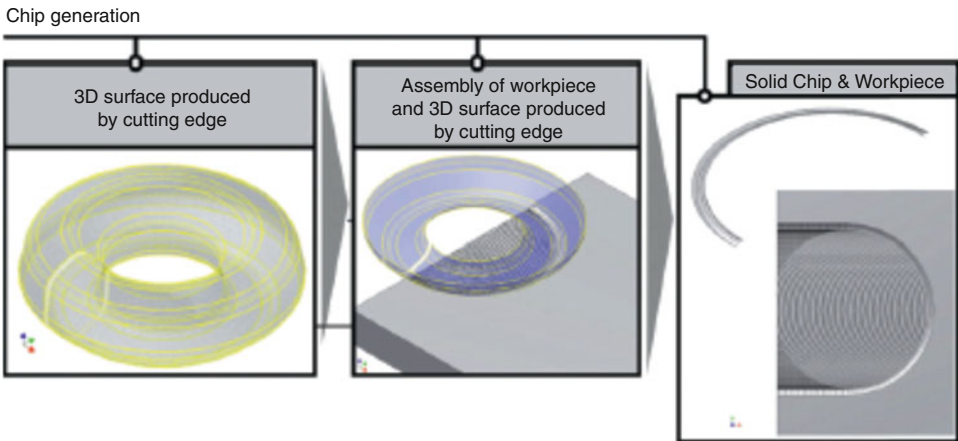 Chip generation
3D surface produced
by cutting edge
Assembly of workpiece
and 3D surface produced
by cutting edge
Solid Chip & Workpiece